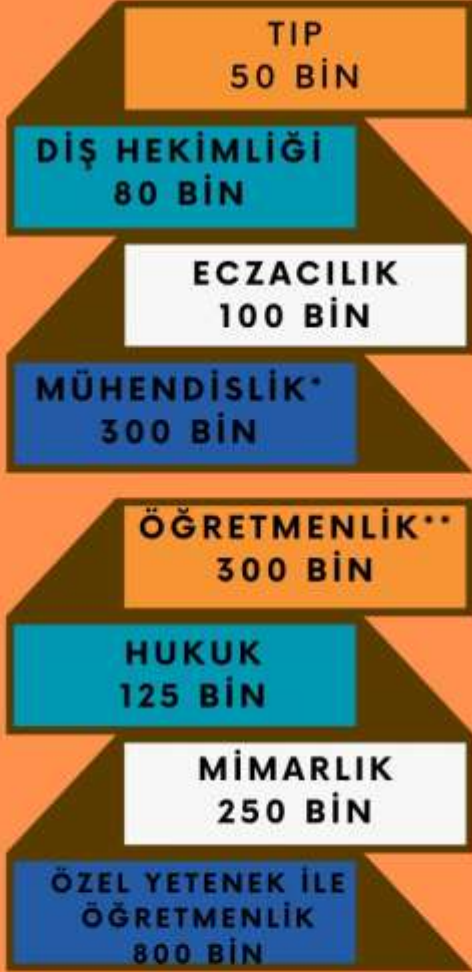 TIP
50 BİN
DİŞ HEKİMLİĞİ
80 BİN
ECZACILIK
100 BİN
MÜHENDİSLİK*
300 BİN
ÖĞRETMENLİK**
300 BİN
HUKUK
125 BİN
MİMARLIK
250 BİN
ÖZEL YETENEK İLE
ÖĞRETMENLİK
800 BİN